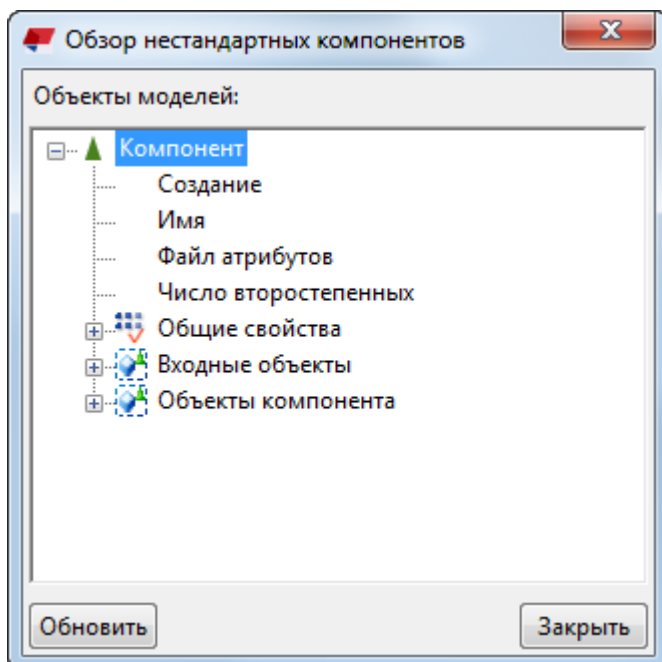 Обзор нестандартных компонентов
Объекты моделей:
Компонент
Создание
Имя
Файл атрибутов
Число второстепенных
Общие свойства
Входные объекты
Объекты компонента
Обновить
Закрыть